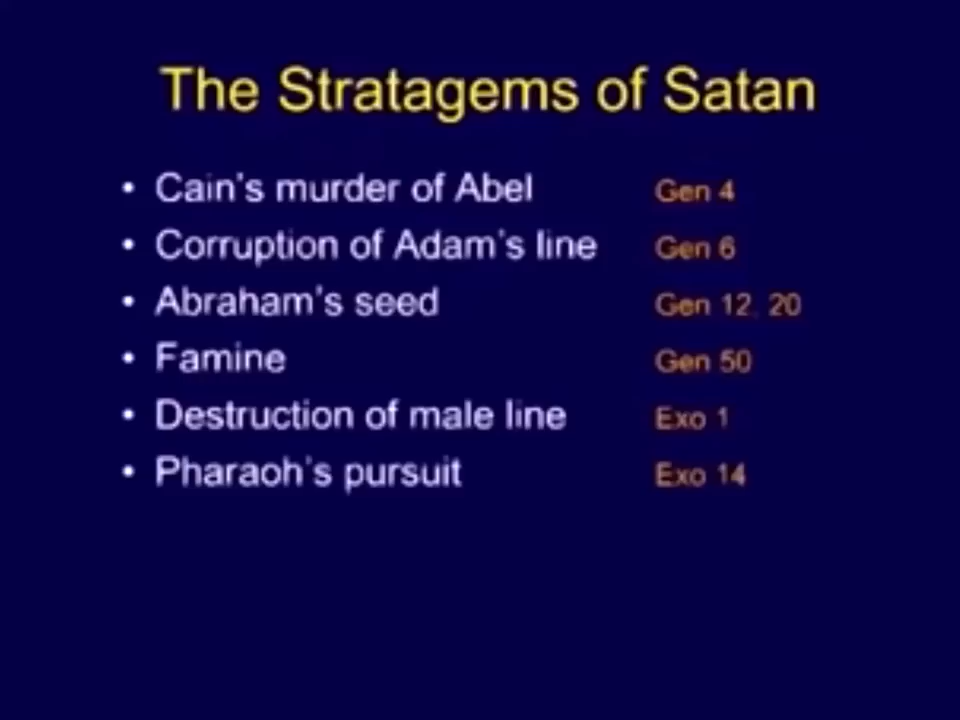 The Stratagems of Satan
• Cain's murder of Abel Gen 4
• Corruption of Adam's line Gen 6
• Abraham's seed Gen 12, 20
• Famine Gen 50
• Destruction of male line Exo 1
• Pharaoh's pursuit Exo 14